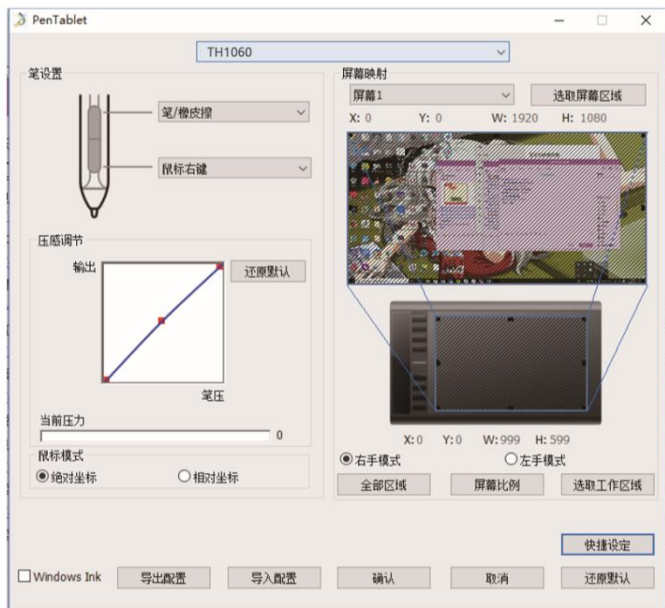 PenTablet
TH1060
笔设置
笔/橡皮擦
鼠标右键
压感调节
输出
还原默认
笔压
当前压力
0
鼠标模式
绝对坐标
相对坐标
屏幕映射
屏幕1
选取屏幕区域
X: 0 Y: 0 W: 1920 H: 1080
X: 0 Y: 0 W: 999 H: 599
右手模式
左手模式
全部区域
屏幕比例
选取工作区域
快捷设定
Windows Ink
导出配置
导入配置
确认
取消
还原默认